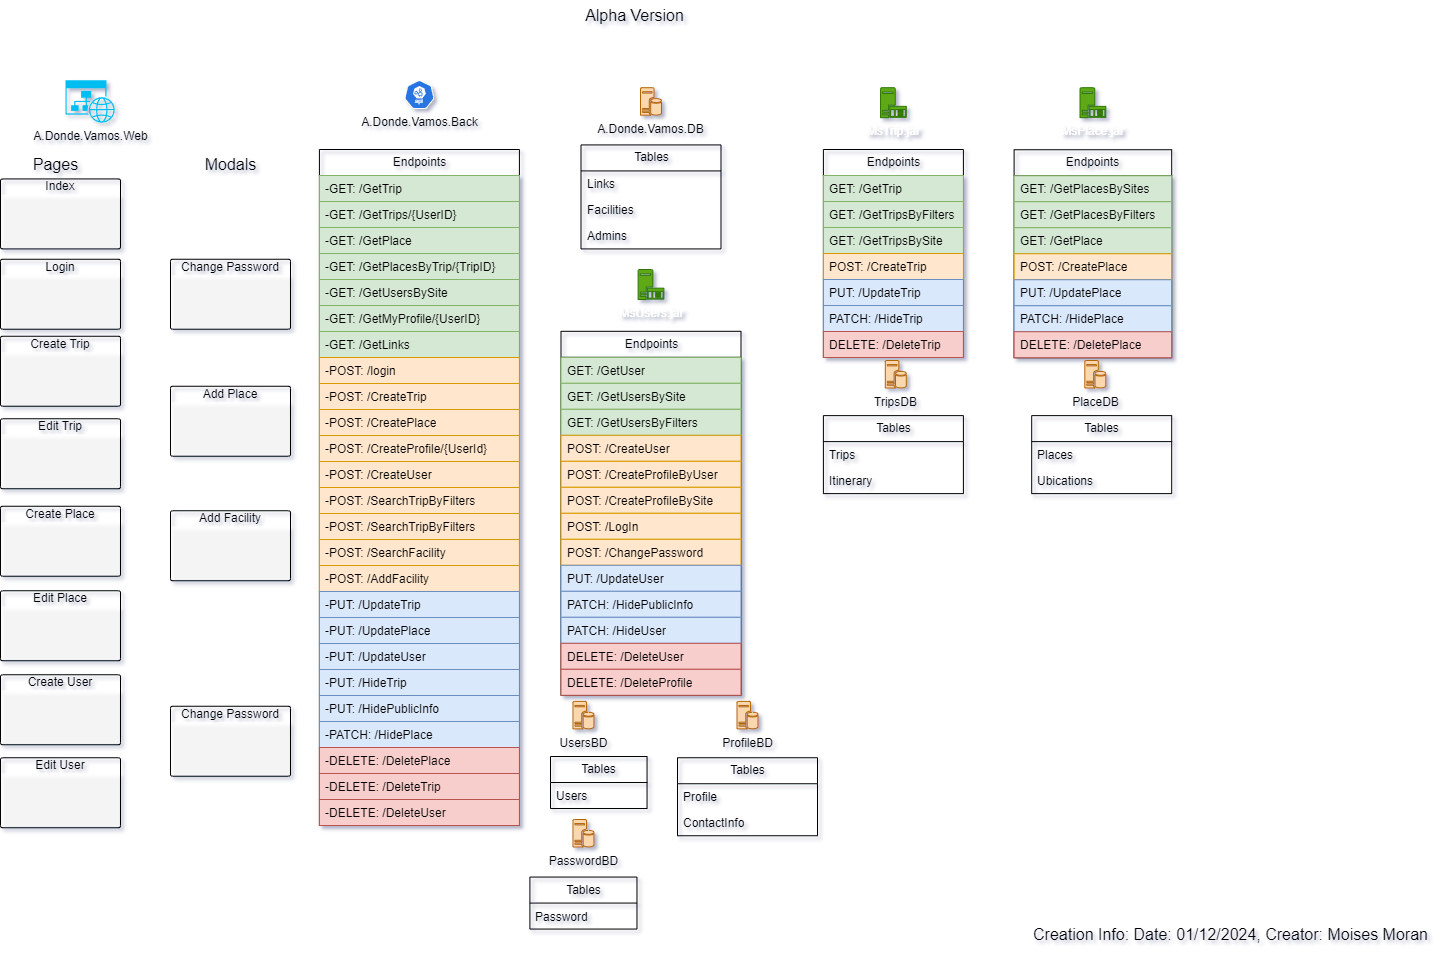 Alpha Version
A.Donde.Vamos.Web
Pages
Index
Login
Create Trip
Edit Trip
Create Place
Edit Place
Create User
Edit User
Modals
Change Password
Add Place
Add Facility
Change Password
A.Donde.Vamos.Back
Endpoints
-GET: /GetTrip
-GET: /GetTrips/{UserID}
-GET: /GetPlace
-GET: /GetPlacesByTrip/{TripID}
-GET: /GetUsersBySite
-GET: /GetMyProfile/{UserID}
-GET: /GetLinks
-POST: /login
-POST: /CreateTrip
-POST: /CreatePlace
-POST: /CreateProfile/{UserId}
-POST: /CreateUser
-POST: /SearchTripByFilters
-POST: /SearchTripByFilters
-POST: /SearchFacility
-POST: /AddFacility
-PUT: /UpdateTrip
-PUT: /UpdatePlace
-PUT: /UpdateUser
-PUT: /HideTrip
-PUT: /HidePublicInfo
-PATCH: /HidePlace
-DELETE: /DeletePlace
-DELETE: /DeleteTrip
-DELETE: /DeleteUser
A.Donde.Vamos.DB
Tables
Links
Facilities
Admins
MsUsers.jar
Endpoints
GET: /GetUser
GET: /GetUsersBySite
GET: /GetUsersByFilters
POST: /CreateUser
POST: /CreateProfileByUser
POST: /CreateProfileBySite
POST: /LogIn
POST: /ChangePassword
PUT: /UpdateUser
PATCH: /HidePublicInfo
PATCH: /HideUser
DELETE: /DeleteUser
DELETE: /DeleteProfile
UsersBD
Tables
Users
ProfileBD
Tables
Profile
ContactInfo
PasswordBD
Tables
Password
MsTrip.jar
Endpoints
GET: /GetTrip
GET: /GetTripsByFilters
GET: /GetTripsBySite
POST: /CreateTrip
PUT: /UpdateTrip
PATCH: /HideTrip
DELETE: /DeleteTrip
TripsDB
Tables
Trips
Itinerary
MSPlace.jar
Endpoints
GET: /GetPlacesBySites
GET: /GetPlacesByFilters
GET: /GetPlace
POST: /CreatePlace
PUT: /UpdatePlace
PATCH: /HidePlace
DELETE: /DeletePlace
PlaceDB
Tables
Places
Ubications
Creation Info: Date: 01/12/2024, Creator: Moises Moran